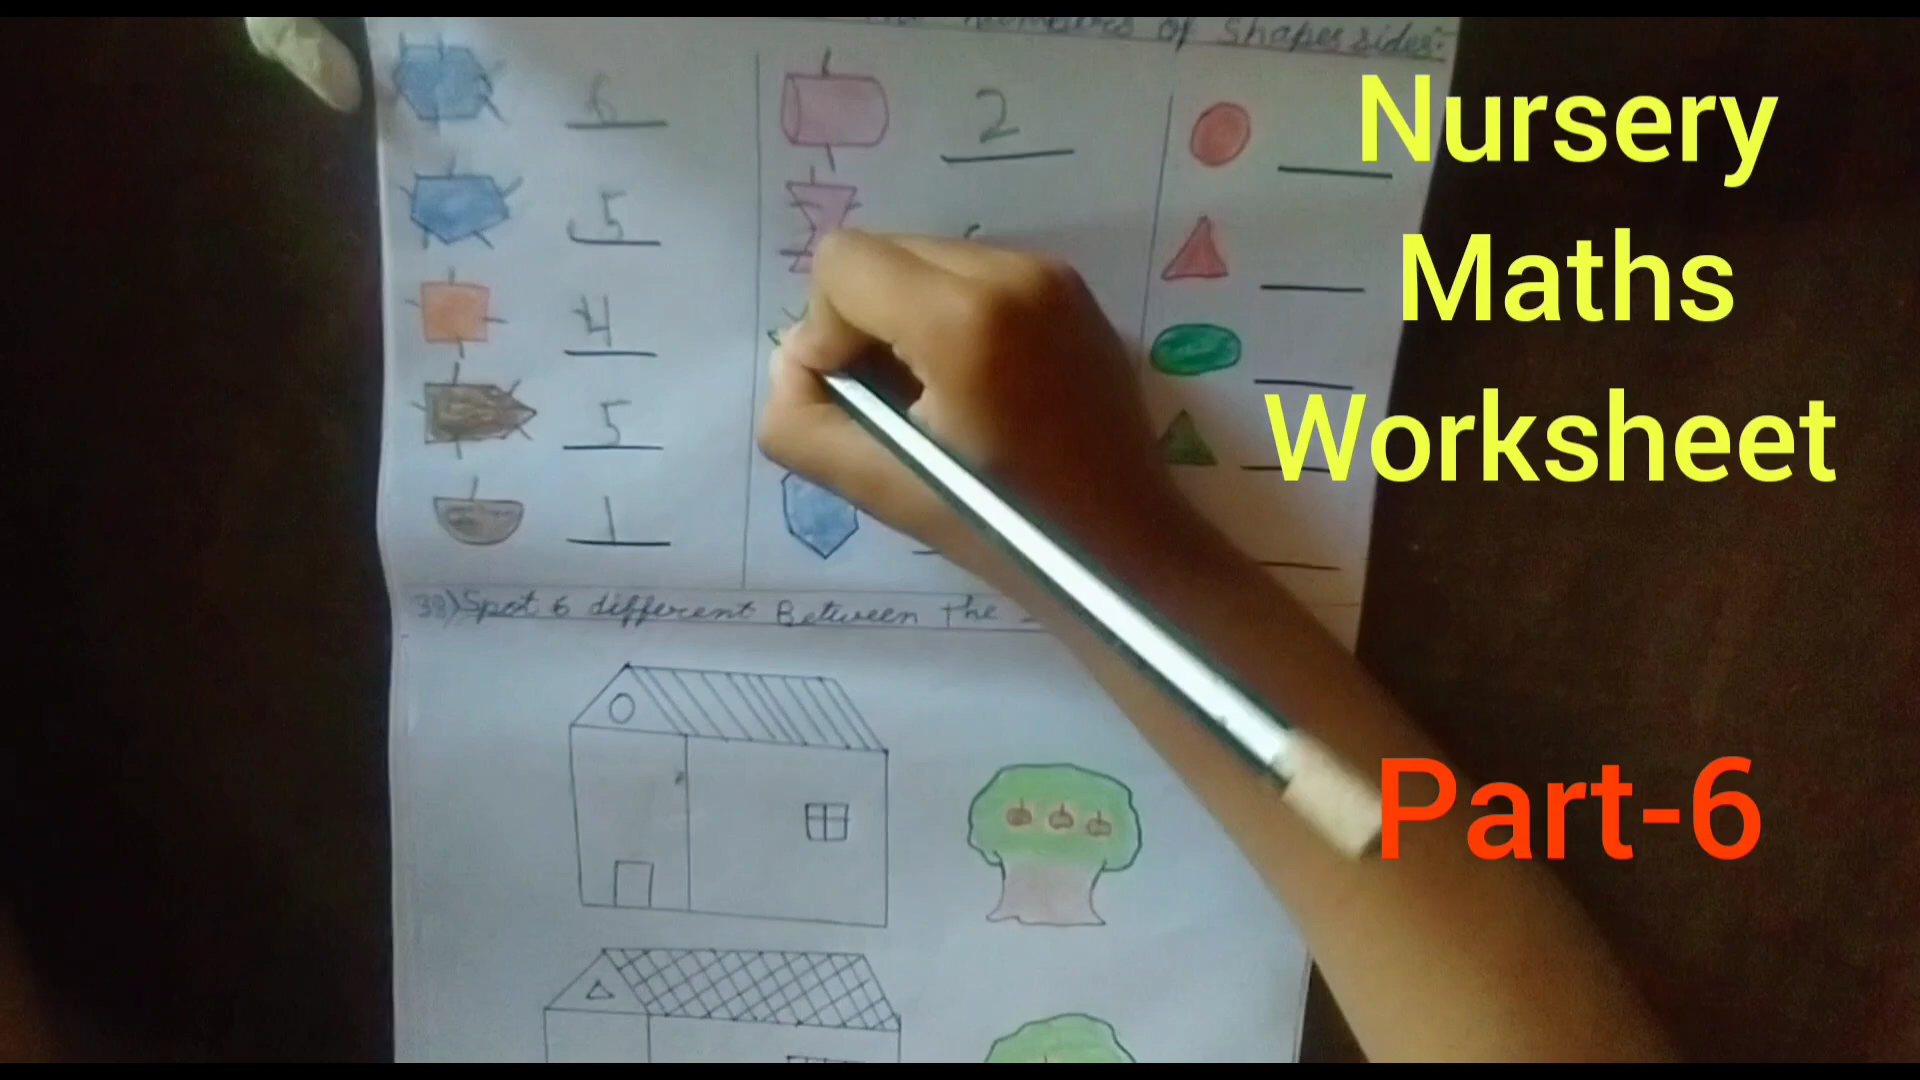 Numbers of Shapes sides:-
6
2
5
4
5
1
38) Spot 6 different Between The
Nursery
Maths
Worksheet
Part-6